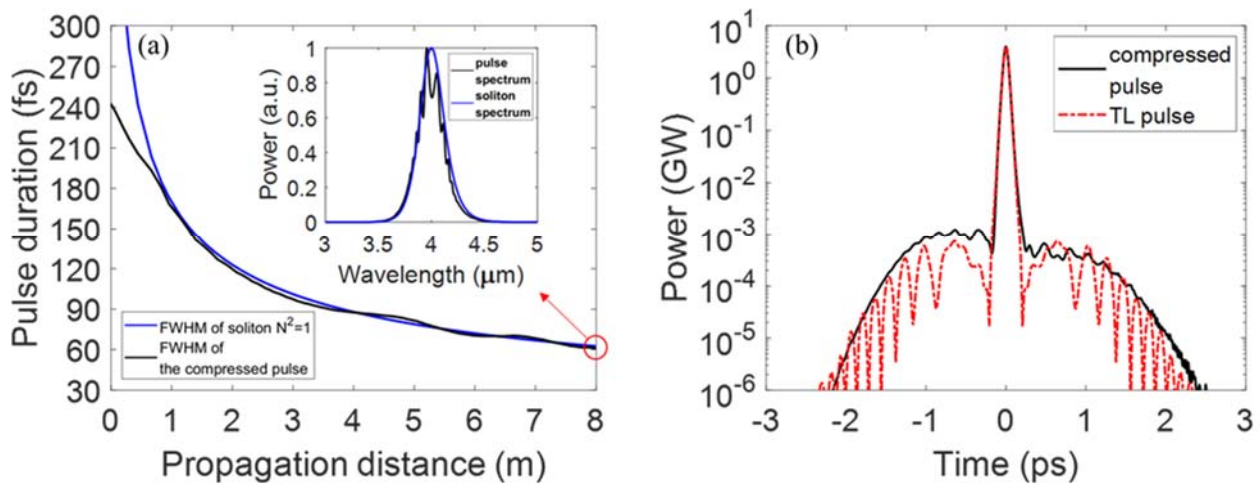 (a)
300
270
240
210
180
150
120
90
60
30
Pulse duration (fs)
0 1 2 3 4 5 6 7 8
Propagation distance (m)
FWHM of soliton N²=1
FWHM of
the compressed pulse
1
0.8
0.6
0.4
0.2
0
Power (a.u.)
3 3.5 4 4.5 5
Wavelength (μm)
pulse
spectrum
soliton
spectrum
(b)
10¹
10⁰
10⁻¹
10⁻²
10⁻³
10⁻⁴
10⁻⁵
10⁻⁶
Power (GW)
-3 -2 -1 0 1 2 3
Time (ps)
compressed
pulse
TL pulse